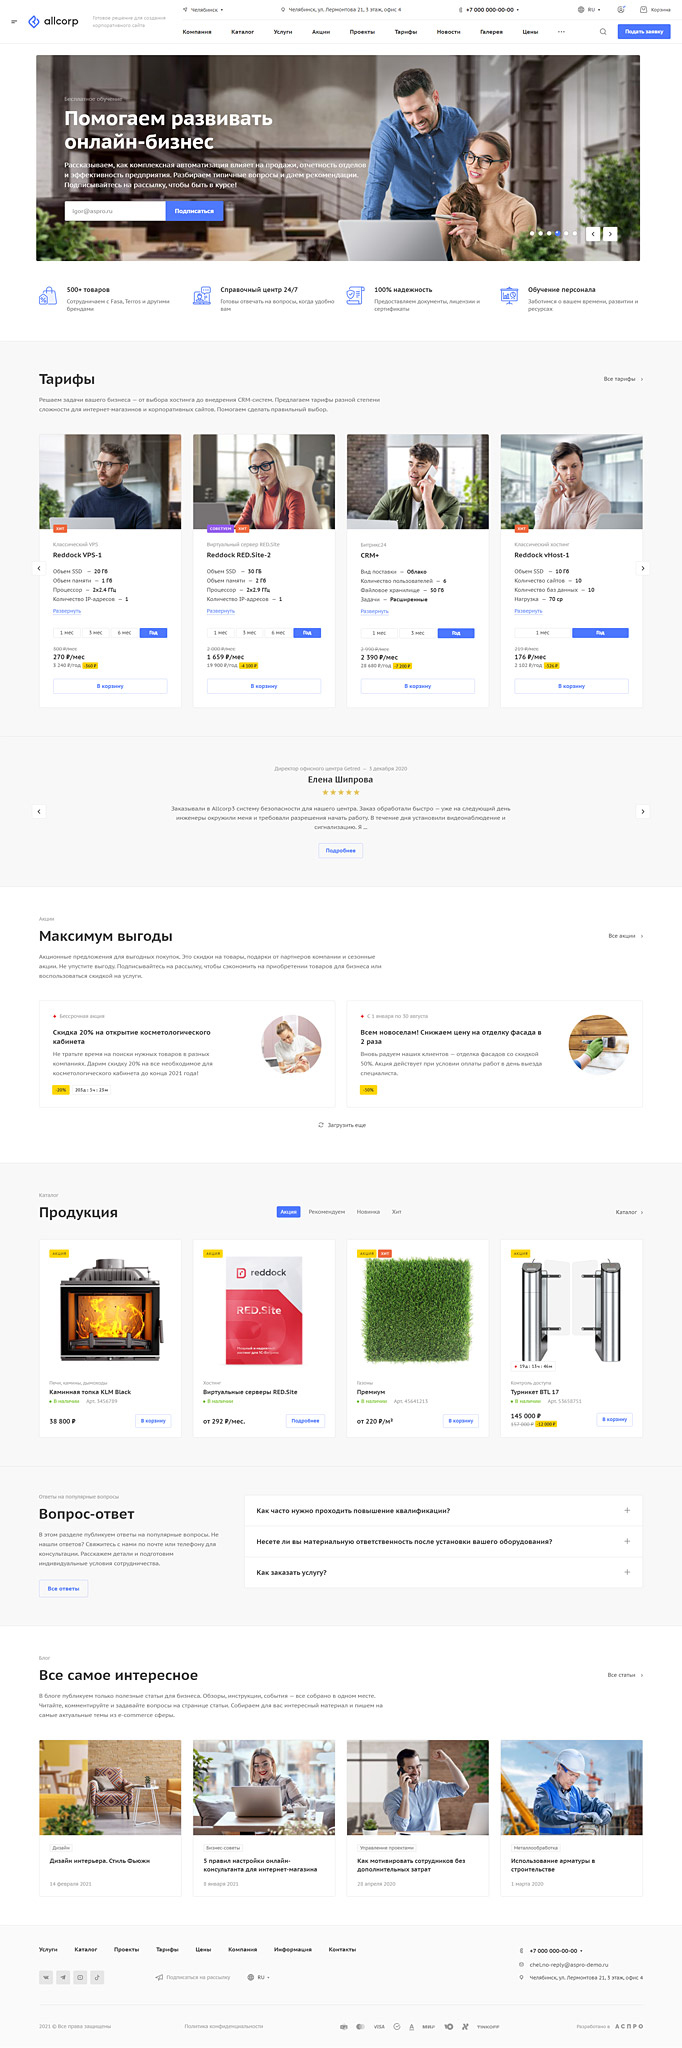 allcorp
Готовое решение для создания
корпоративного сайта
Челябинск
Челябинск, ул. Лермонтова 21, 3 этаж, офис 4
+7 000 000-00-00
RU
Корзина
Компания
Каталог
Услуги
Акции
Проекты
Тарифы
Новости
Галерея
Цены
Подать заявку
Бесплатное обучение
Помогаем развивать
онлайн-бизнес
Рассказываем, как комплексная автоматизация влияет на продажи, отчетность отделов
и эффективность предприятия. Разбираем типичные вопросы и даем рекомендации.
Подписывайтесь на рассылку, чтобы быть в курсе!
igor@aspro.ru
Подписаться
500+ товаров
Сотрудничаем с Fasa, Terros и другими
брендами
Справочный центр 24/7
Готовы отвечать на вопросы, когда удобно
вам
100% надежность
Предоставляем документы, лицензии и
сертификаты
Обучение персонала
Заботимся о вашем времени, развитии и
ресурсах
Тарифы
Все тарифы
Решаем задачи вашего бизнеса — от выбора хостинга до внедрения CRM-систем. Предлагаем тарифы разной степени
сложности для интернет-магазинов и корпоративных сайтов. Помогаем сделать правильный выбор.
ХИТ
Классический VPS
Reddock VPS-1
Объем SSD — 20 Гб
Объем памяти — 1 Гб
Процессор — 2x2.4 ГГц
Количество IP-адресов — 1
Развернуть
1 мес
3 мес
6 мес
Год
300 ₽/мес
270 ₽/мес
3 240 ₽/год -360 ₽
В корзину
СОВЕТУЕМ
ХИТ
Виртуальный сервер RED.Site
Reddock RED.Site-2
Объем SSD — 30 ГБ
Объем памяти — 2 Гб
Процессор — 2x2.9 ГГц
Количество IP-адресов — 1
Развернуть
1 мес
3 мес
6 мес
Год
2 000 ₽/мес
1 659 ₽/мес
19 900 ₽/год -4 100 ₽
В корзину
Битрикс24
CRM+
Вид поставки — Облако
Количество пользователей — 6
Файловое хранилище — 50 Гб
Задачи — Расширенные
Развернуть
1 мес
3 мес
Год
2 990 ₽/мес
2 390 ₽/мес
28 680 ₽/год -7 200 ₽
В корзину
ХИТ
Классический хостинг
Reddock vHost-1
Объем SSD — 10 Гб
Количество сайтов — 10
Количество баз данных — 10
Нагрузка — 70 ср
Развернуть
1 мес
Год
219 ₽/мес
176 ₽/мес
2 102 ₽/год -526 ₽
В корзину
Директор офисного центра Getred — 3 декабря 2020
Елена Шипрова
Заказывали в Allcorp3 систему безопасности для нашего центра. Заказ обработали быстро — уже на следующий день
инженеры окружили меня и требовали разрешения начать работу. В течение дня установили видеонаблюдение и
сигнализацию. Я ...
Подробнее
Акции
Максимум выгоды
Все акции
Акционные предложения для выгодных покупок. Это скидки на товары, подарки от партнеров компании и сезонные
акции. Не упустите выгоду. Подписывайтесь на рассылку, чтобы сэкономить на приобретении товаров для бизнеса или
воспользоваться скидкой на услуги.
Бессрочная акция
Скидка 20% на открытие косметологического
кабинета
Не тратьте время на поиски нужных товаров в разных
компаниях. Дарим скидку 20% на все необходимое для
косметологического кабинета до конца 2021 года!
-20%
С 1 января по 30 августа
Всем новоселам! Снижаем цену на отделку фасада в
2 раза
Вновь радуем наших клиентов — отделка фасадов со скидкой
50%. Акция действует при условии оплаты работ в день выезда
специалиста.
-50%
Загрузить еще
Каталог
Продукция
Акция
Рекомендуем
Новинка
Хит
Каталог
АКЦИЯ
Печи, камины, дымоходы
Каминная топка KLM Black
В наличии Арт. 3456789
38 800 ₽
В корзину
АКЦИЯ
reddock
RED.Site
Хостинг
Виртуальные серверы RED.Site
В наличии
от 292 ₽/мес.
Подробнее
АКЦИЯ
ХИТ
Газоны
Премиум
В наличии Арт. 45641213
от 220 ₽/м²
В корзину
АКЦИЯ
Контроль доступа
Турникет BTL 17
В наличии Арт. 53658751
145 000 ₽
157 000 ₽ -12 000 ₽
В корзину
Ответы на популярные вопросы
Вопрос-ответ
В этом разделе публикуем ответы на популярные вопросы. Не
нашли ответа? Свяжитесь с нами по почте или телефону для
консультации. Расскажем детали и подготовим
индивидуальные условия сотрудничества.
Все ответы
Как часто нужно проходить повышение квалификации?
Несете ли вы материальную ответственность после установки вашего оборудования?
Как заказать услугу?
Блог
Все самое интересное
Все статьи
В блоге публикуем только полезные статьи для бизнеса. Обзоры, инструкции, события — все собрано в одном месте.
Читайте, комментируйте и задавайте вопросы на странице статьи. Собираем для вас интересный материал и пишем на
самые актуальные темы из e-commerce сферы.
Дизайн
Дизайн интерьера. Стиль Фьюжн
14 февраля 2021
Бизнес-советы
5 правил настройки онлайн-
консультанта для интернет-магазина
3 января 2021
Управление проектами
Как мотивировать сотрудников без
дополнительных затрат
28 апреля 2020
Металлообработка
Использование арматуры в
строительстве
1 марта 2020
Услуги
Каталог
Проекты
Тарифы
Цены
Компания
Информация
Контакты
+7 000 000-00-00
chel.no-reply@aspro-demo.ru
Челябинск, ул. Лермонтова 21, 3 этаж, офис 4
Подписаться на рассылку
RU
2021 © Все права защищены
Политика конфиденциальности
VISA
МИР
Разработано в АСПРО